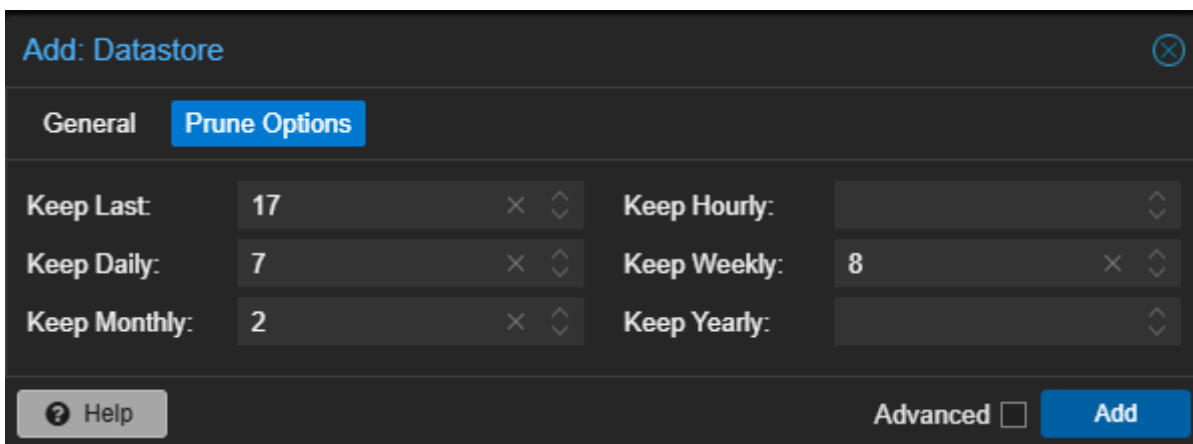 Add: Datastore
General Prune Options
Keep Last: 17 Keep Hourly:
Keep Daily: 7 Keep Weekly: 8
Keep Monthly: 2 Keep Yearly:
Help Advanced Add